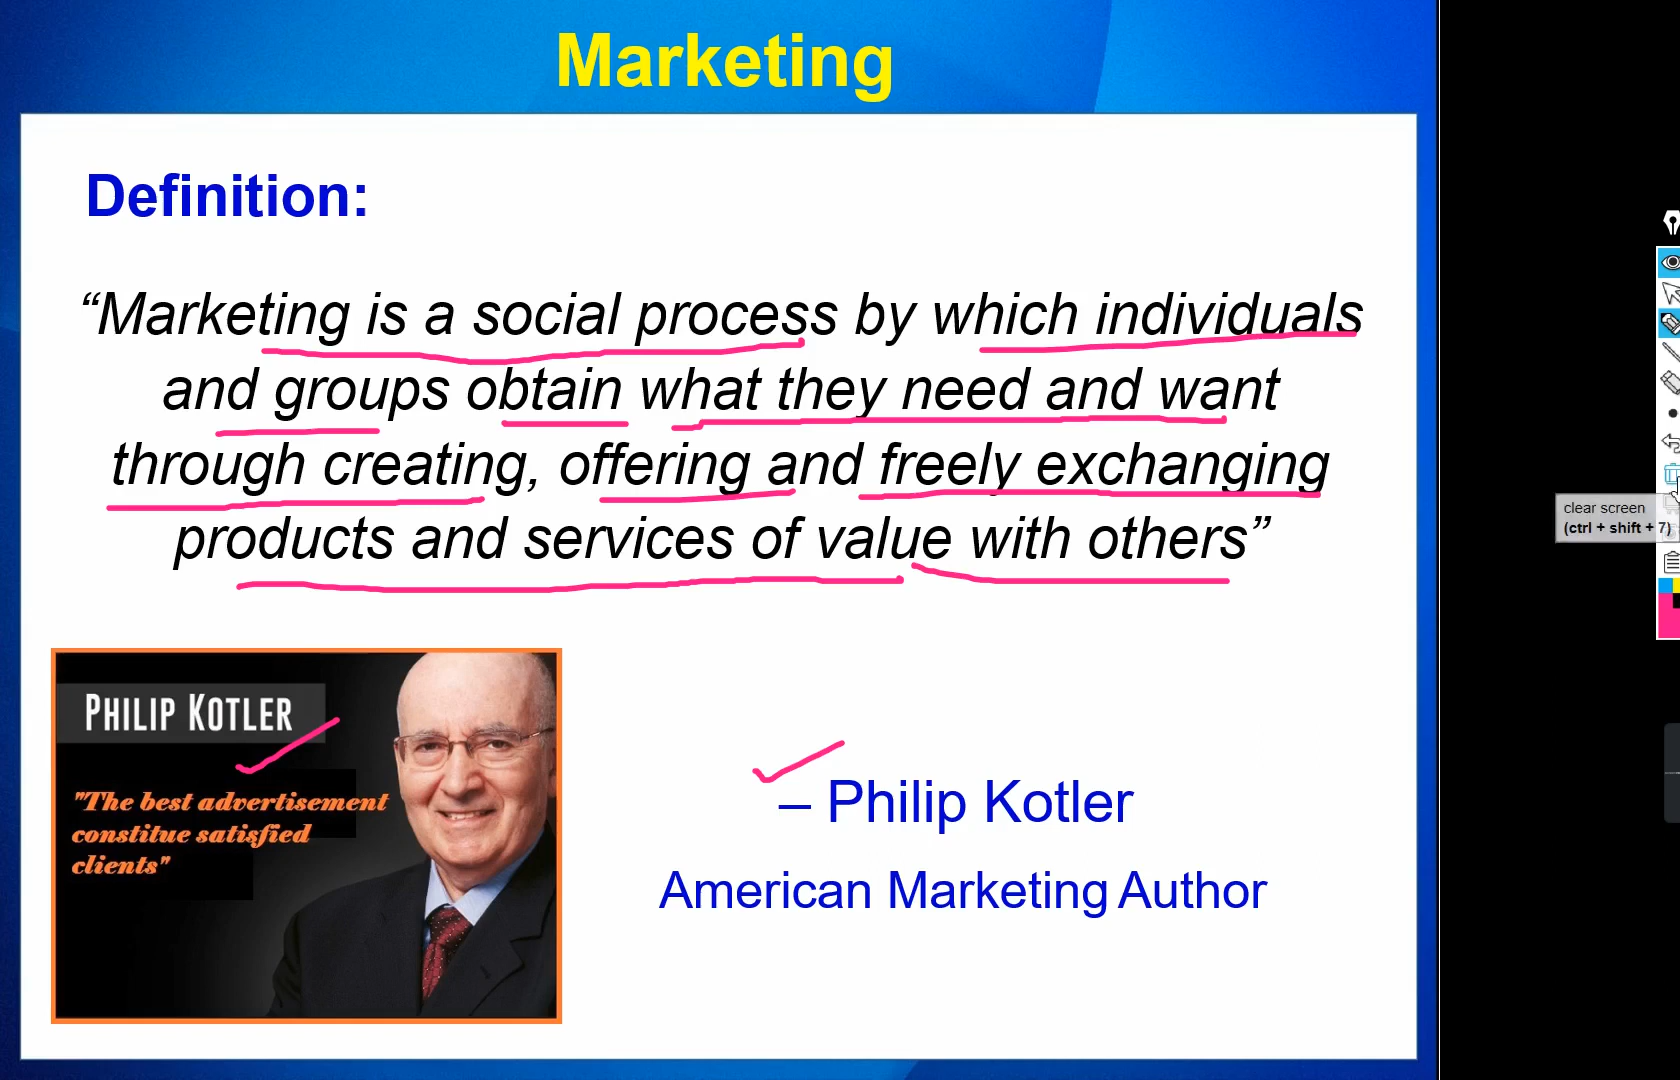 Marketing
Definition:
“Marketing is a social process by which individuals
and groups obtain what they need and want
through creating, offering and freely exchanging
products and services of value with others”
PHILIP KOTLER
"The best advertisement
constitue satisfied
clients"
– Philip Kotler
American Marketing Author
clear screen
(ctrl + shift + 7)